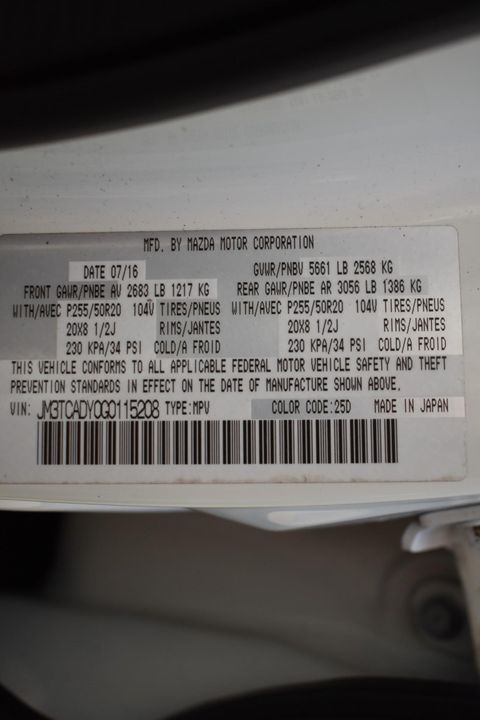 MFD. BY MAZDA MOTOR CORPORATION
DATE 07/16 GVWR/PNBV 5661 LB 2568 KG
FRONT GAWR/PNBE AV 2683 LB 1217 KG REAR GAWR/PNBE AR 3056 LB 1386 KG
WITH/AVEC P255/50R20 104V TIRES/PNEUS WITH/AVEC P255/50R20 104V TIRES/PNEUS
20X8 1/2J RIMS/JANTES 20X8 1/2J RIMS/JANTES
230 KPA/34 PSI COLD/A FROID 230 KPA/34 PSI COLD/A FROID
THIS VEHICLE CONFORMS TO ALL APPLICABLE FEDERAL MOTOR VEHICLE SAFETY AND THEFT
PREVENTION STANDARDS IN EFFECT ON THE DATE OF MANUFACTURE SHOWN ABOVE.
VIN: JM3TCADY0G0115208 TYPE:MPV COLOR CODE:25D MADE IN JAPAN